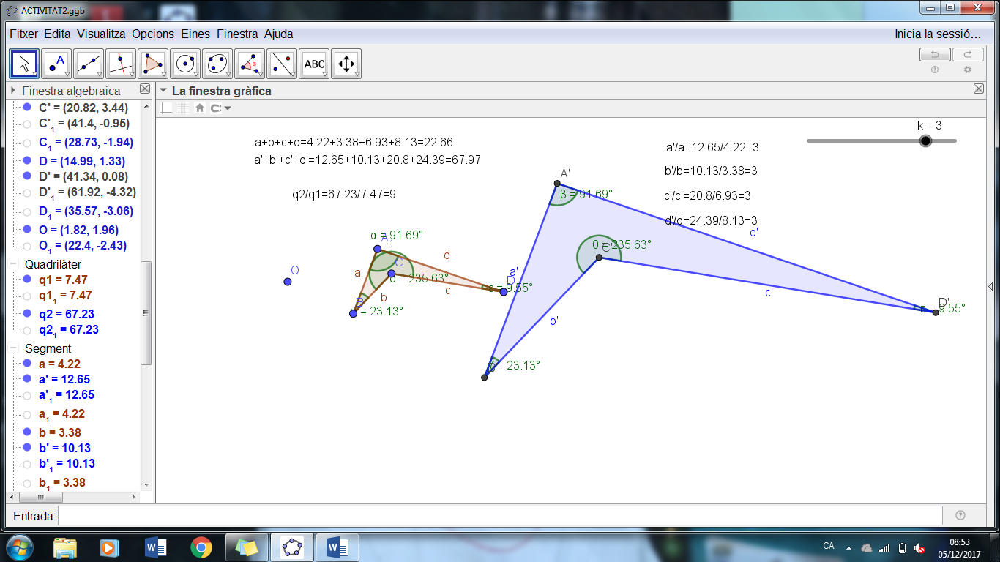 ACTIVITAT2.ggb
Fitxer Edita Visualitza Opcions Eines Finestra Ajuda
Inicia la sessió...
A
α
ABC
Finestra algebraica
La finestra gràfica
C' = (20.82, 3.44)
C'₁ = (41.4, -0.95)
C₁ = (28.73, -1.94)
D = (14.99, 1.33)
D' = (41.34, 0.08)
D'₁ = (61.92, -4.32)
D₁ = (35.57, -3.06)
O = (1.82, 1.96)
O₁ = (22.4, -2.43)
Quadrilàter
q1 = 7.47
q1₁ = 7.47
q2 = 67.23
q2₁ = 67.23
Segment
a = 4.22
a' = 12.65
a'₁ = 12.65
a₁ = 4.22
b = 3.38
b' = 10.13
b'₁ = 10.13
b₁ = 3.38
a+b+c+d=4.22+3.38+6.93+8.13=22.66
a'+b'+c'+d'=12.65+10.13+20.8+24.39=67.97
q2/q1=67.23/7.47=9
k = 3
a'/a=12.65/4.22=3
b'/b=10.13/3.38=3
c'/c'=20.8/6.93=3
d'/d=24.39/8.13=3
A'
β = 91.69°
d'
α = 91.69°
A₁
θ = 235.63°
C'
d
O
a
C
= 235.63°
a'
D
= 9.55°
c
b
c'
= 23.13°
b'
D'
η = 9.55°
= 23.13°
Entrada:
CA
08:53
05/12/2017